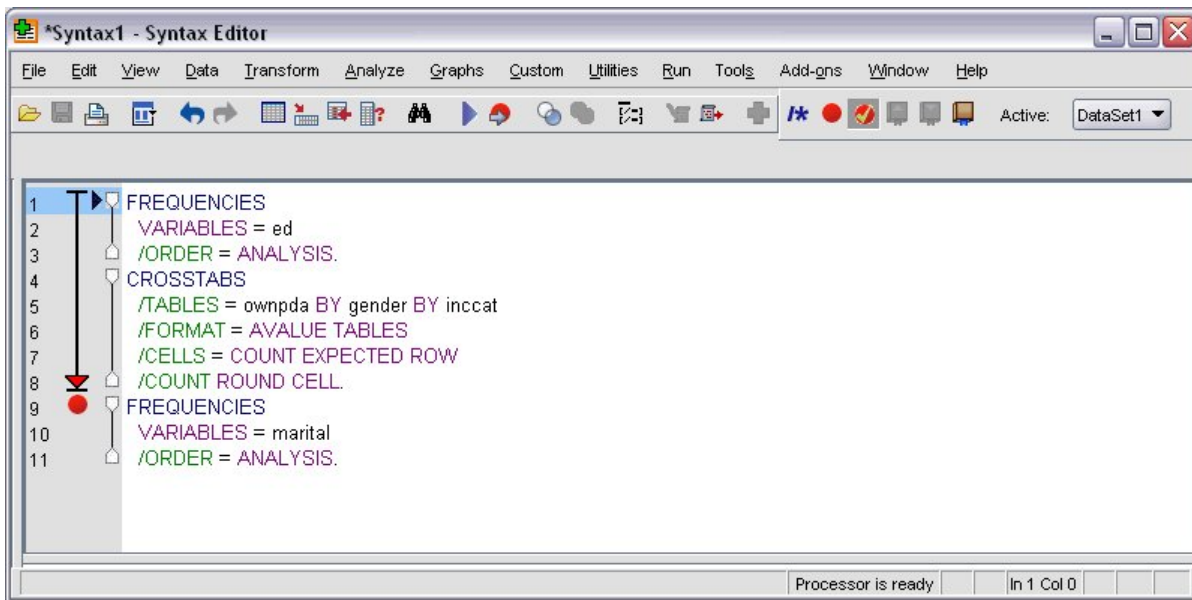 *Syntax1 - Syntax Editor
File Edit View Data Transform Analyze Graphs Custom Utilities Run Tools Add-ons Window Help
/* Active: DataSet1
1 FREQUENCIES
2 VARIABLES = ed
3 /ORDER = ANALYSIS.
4 CROSSTABS
5 /TABLES = ownpda BY gender BY inccat
6 /FORMAT = AVALUE TABLES
7 /CELLS = COUNT EXPECTED ROW
8 /COUNT ROUND CELL.
9 FREQUENCIES
10 VARIABLES = marital
11 /ORDER = ANALYSIS.
Processor is ready In 1 Col 0